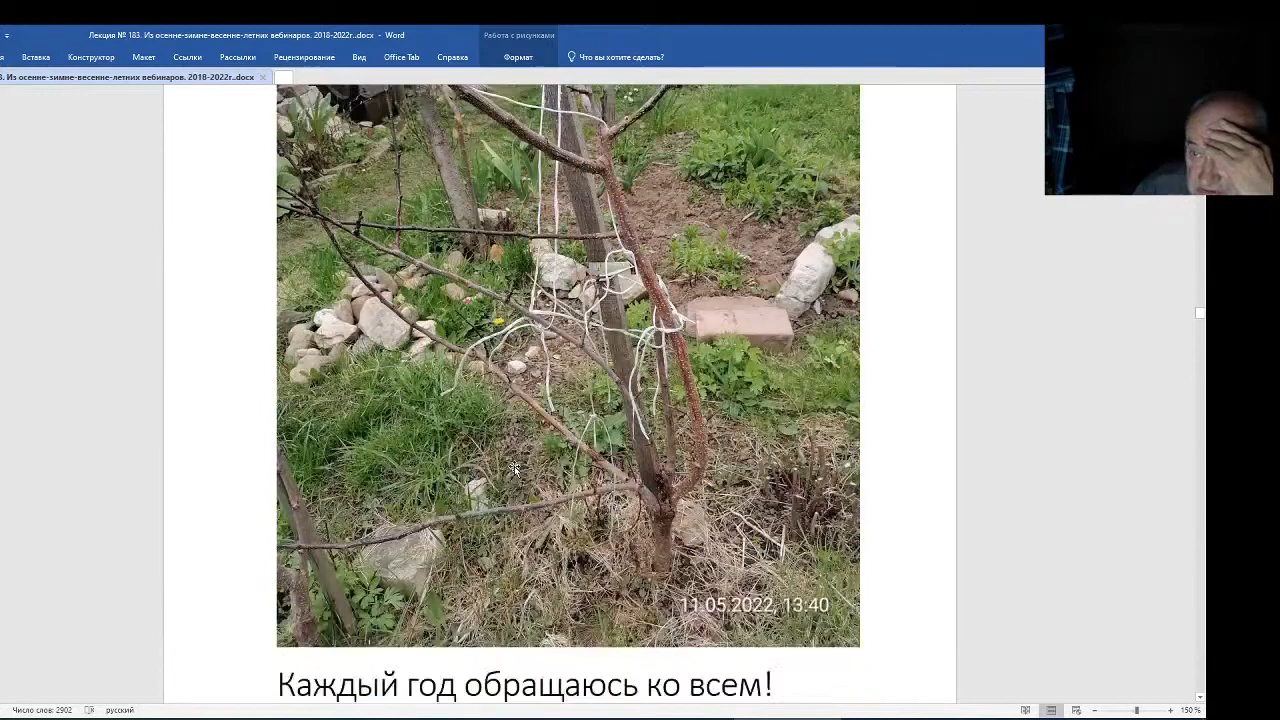 Лекция № 183. Из осенне-зимне-весенне-летних вебинаров. 2018-2022г..docx - Word
Работа с рисунками
Вставка Конструктор Макет Ссылки Рассылки Рецензирование Вид Office Tab Справка Формат Что вы хотите сделать?
3. Из осенне-зимне-весенне-летних вебинаров. 2018-2022г..docx
11.05.2022, 13:40
Каждый год обращаюсь ко всем!
Число слов: 2902 русский 150 %